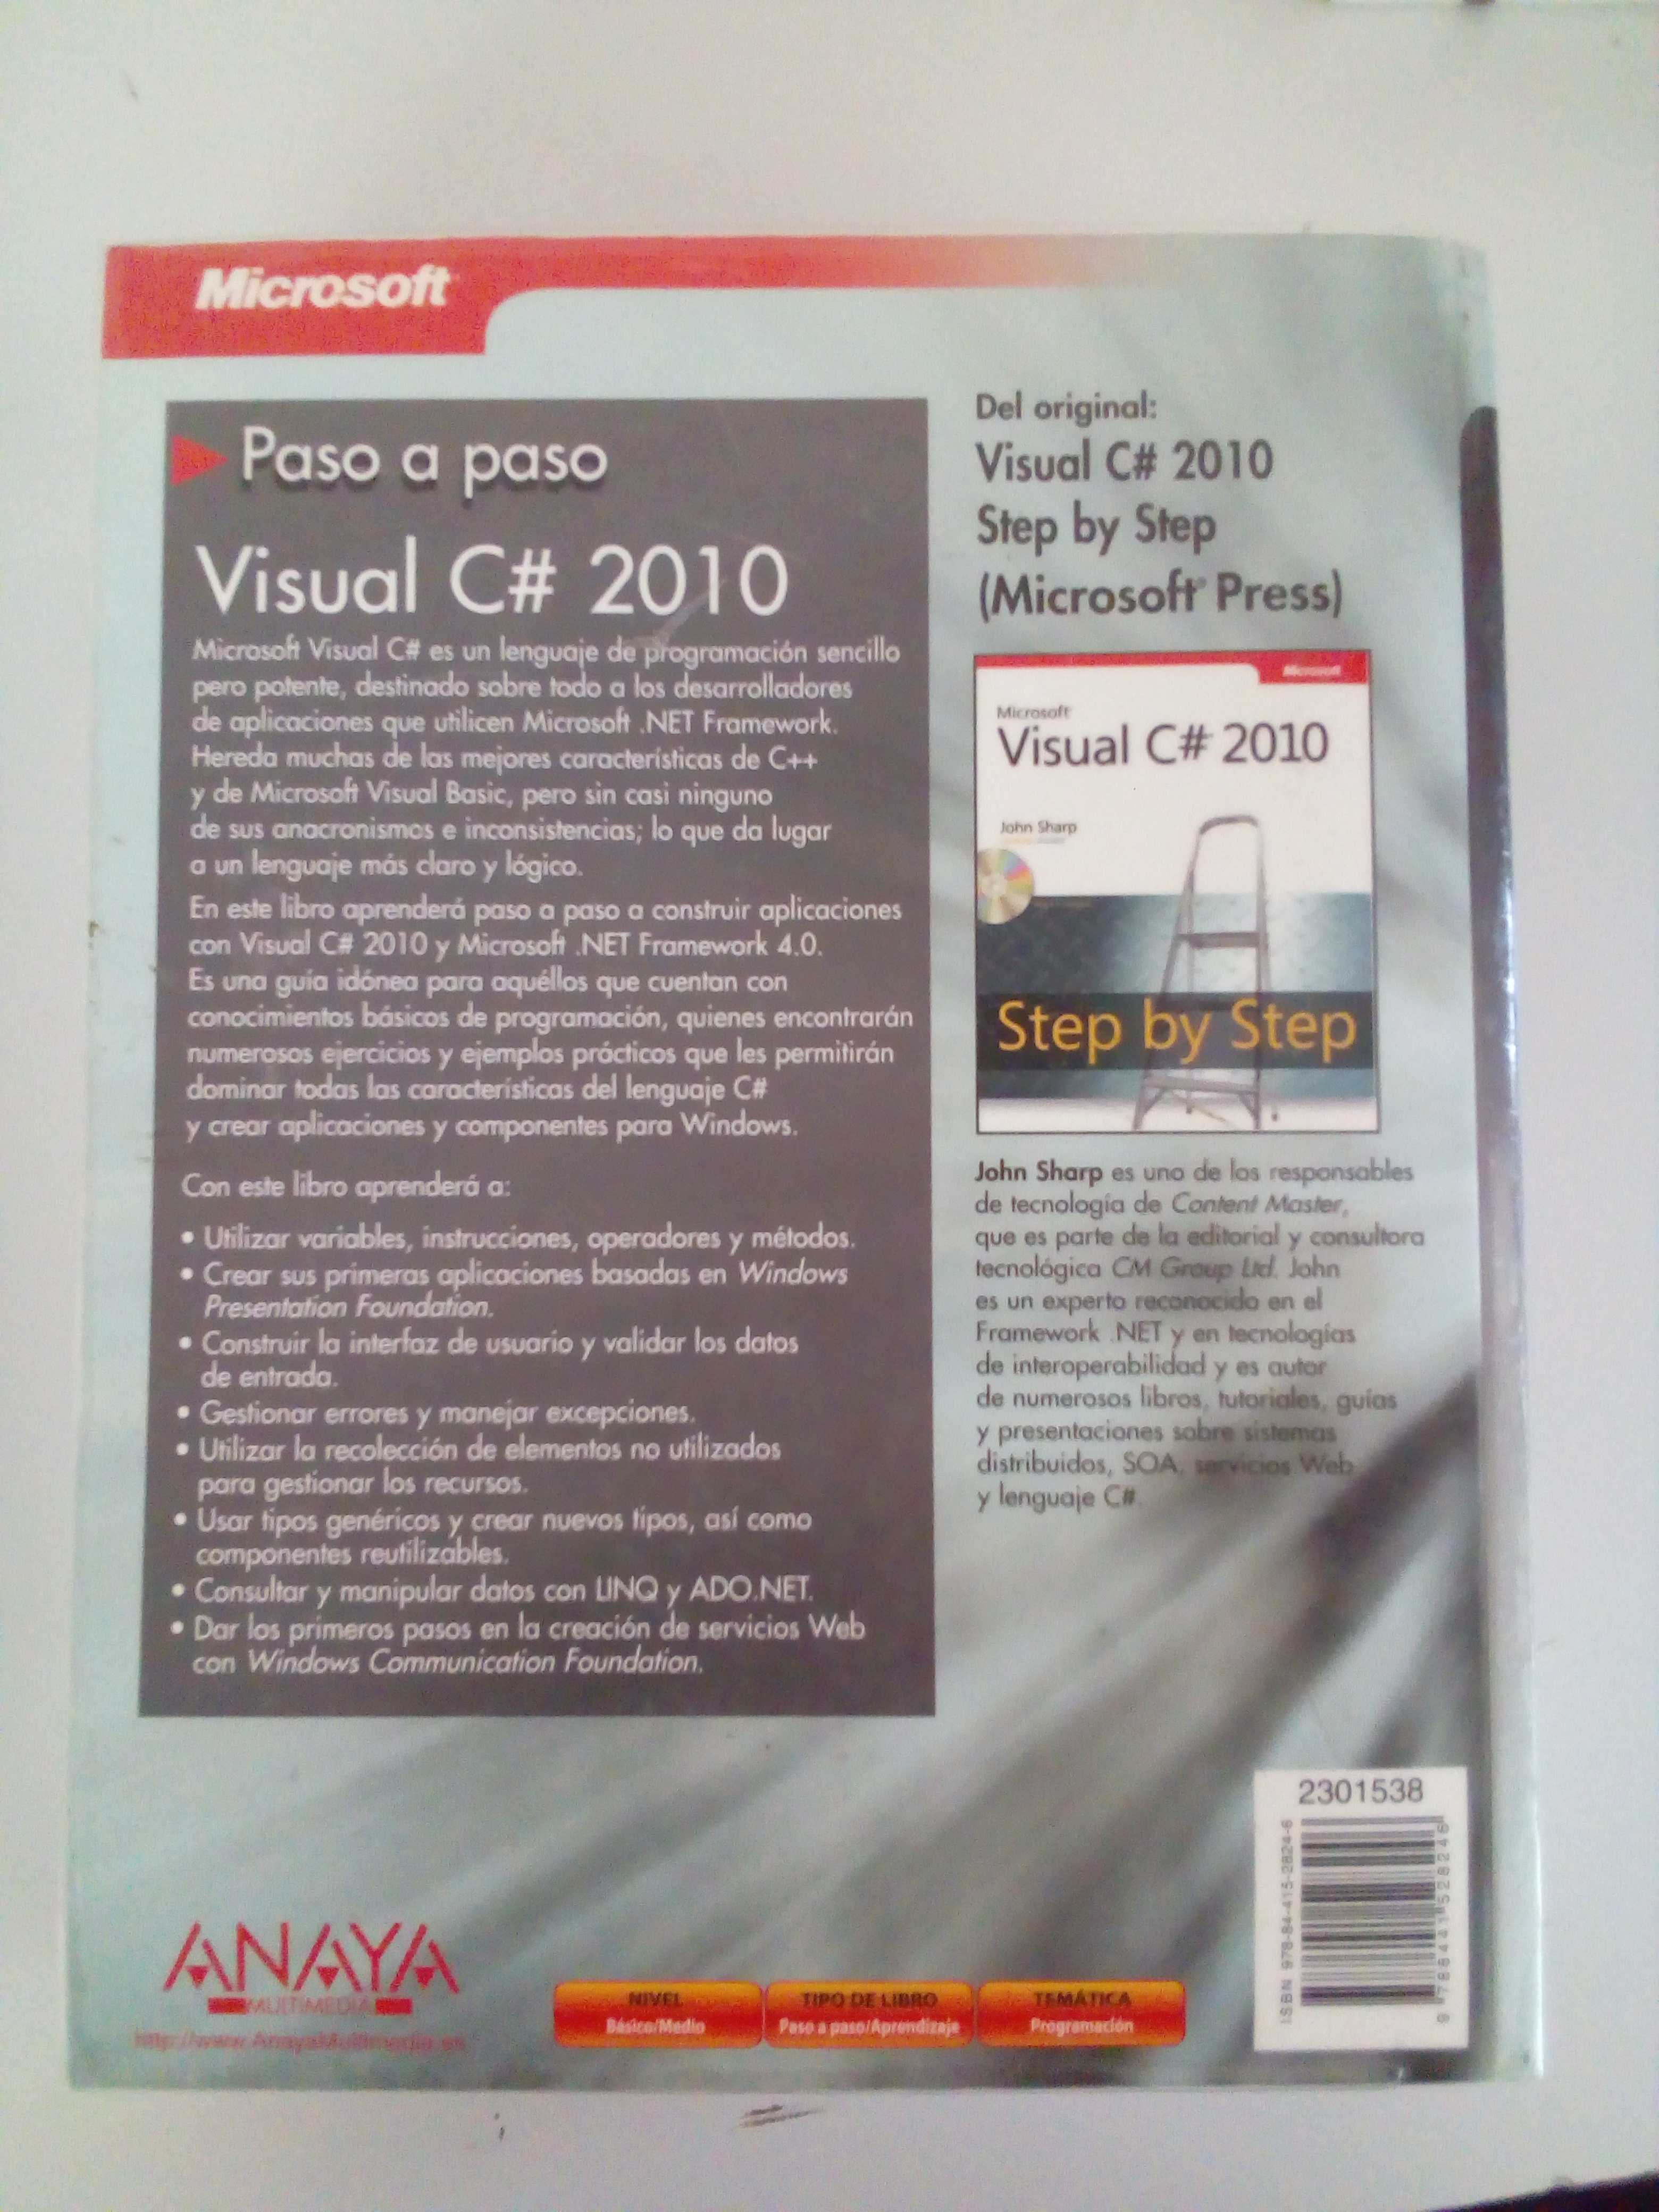 Microsoft
Paso a paso
Visual C# 2010
Microsoft Visual C# es un lenguaje de programación sencillo
pero potente, destinado sobre todo a los desarrolladores
de aplicaciones que utilicen Microsoft .NET Framework.
Hereda muchas de las mejores características de C++
y de Microsoft Visual Basic, pero sin casi ninguno
de sus anacronismos e inconsistencias; lo que da lugar
a un lenguaje más claro y lógico.
En este libro aprenderá paso a paso a construir aplicaciones
con Visual C# 2010 y Microsoft .NET Framework 4.0.
Es una guía idónea para aquéllos que cuentan con
conocimientos básicos de programación, quienes encontrarán
numerosos ejercicios y ejemplos prácticos que les permitirán
dominar todas las características del lenguaje C#
y crear aplicaciones y componentes para Windows.
Con este libro aprenderá a:
• Utilizar variables, instrucciones, operadores y métodos.
• Crear sus primeras aplicaciones basadas en Windows
Presentation Foundation.
• Construir la interfaz de usuario y validar los datos
de entrada.
• Gestionar errores y manejar excepciones.
• Utilizar la recolección de elementos no utilizados
para gestionar los recursos.
• Usar tipos genéricos y crear nuevos tipos, así como
componentes reutilizables.
• Consultar y manipular datos con LINQ y ADO.NET.
• Dar los primeros pasos en la creación de servicios Web
con Windows Communication Foundation.
Del original:
Visual C# 2010
Step by Step
(Microsoft® Press)
Microsoft
Microsoft
Visual C# 2010
John Sharp
Step by Step
John Sharp es uno de los responsables
de tecnología de Content Master,
que es parte de la editorial y consultora
tecnológica CM Group Ltd. John
es un experto reconocido en el
Framework .NET y en tecnologías
de interoperabilidad y es autor
de numerosos libros, tutoriales, guías
y presentaciones sobre sistemas
distribuidos, SOA, servicios Web
y lenguaje C#.
2301538
ISBN 978-84-415-2824-6
9 788441 528246
ANAYA
MULTIMEDIA
http://www.AnayaMultimedia.es
NIVEL
Básico/Medio
TIPO DE LIBRO
Paso a paso/Aprendizaje
TEMÁTICA
Programación